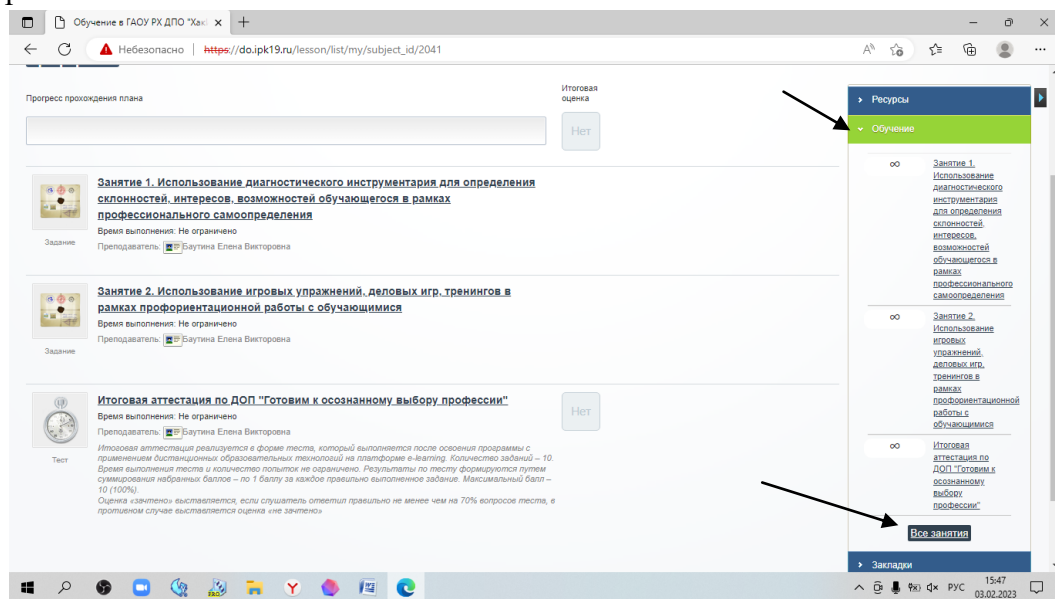 Обучение в ГАОУ РХ ДПО "Хак
Небезопасно | https://do.ipk19.ru/lesson/list/my/subject_id/2041
Прогресс прохождения плана
Итоговая
оценка
Нет
Занятие 1. Использование диагностического инструментария для определения
склонностей, интересов, возможностей обучающегося в рамках
профессионального самоопределения
Время выполнения: Не ограничено
Преподаватель: Баутина Елена Викторовна
Задание
Занятие 2. Использование игровых упражнений, деловых игр, тренингов в
рамках профориентационной работы с обучающимися
Время выполнения: Не ограничено
Преподаватель: Баутина Елена Викторовна
Задание
Итоговая аттестация по ДОП "Готовим к осознанному выбору профессии"
Нет
Время выполнения: Не ограничено
Преподаватель: Баутина Елена Викторовна
Тест
Итоговая аттестация реализуется в форме теста, который выполняется после освоения программы с
применением дистанционных образовательных технологий на платформе e-learning. Количество заданий – 10.
Время выполнения теста и количество попыток не ограничено. Результаты по тесту формируются путем
суммирования набранных баллов – по 1 баллу за каждое правильно выполненное задание. Максимальный балл –
10 (100%).
Оценка «зачтено» выставляется, если слушатель ответил правильно не менее чем на 70% вопросов теста, в
противном случае выставляется оценка «не зачтено»
Ресурсы
Обучение
∞
Занятие 1.
Использование
диагностического
инструментария
для определения
склонностей,
интересов,
возможностей
обучающегося в
рамках
профессионального
самоопределения
∞
Занятие 2.
Использование
игровых
упражнений,
деловых игр,
тренингов в
рамках
профориентационной
работы с
обучающимися
∞
Итоговая
аттестация по
ДОП "Готовим к
осознанному
выбору
профессии"
Все занятия
Закладки
РУС
15:47
03.02.2023